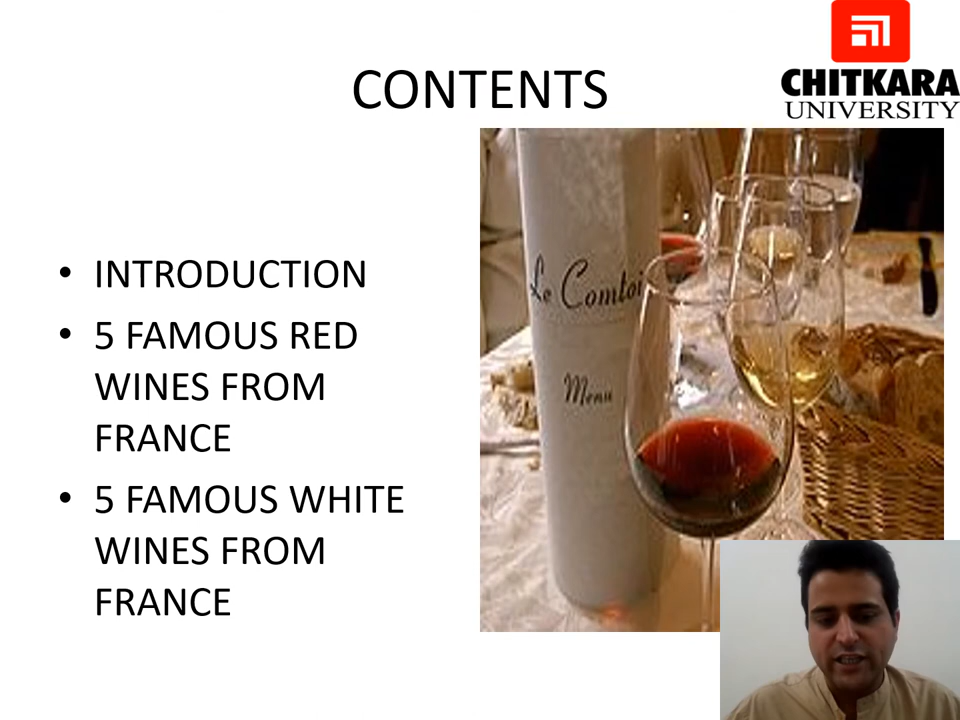 CONTENTS
CHITKARA
UNIVERSITY
• INTRODUCTION
• 5 FAMOUS RED
WINES FROM
FRANCE
• 5 FAMOUS WHITE
WINES FROM
FRANCE
Le Comtoi
Menu